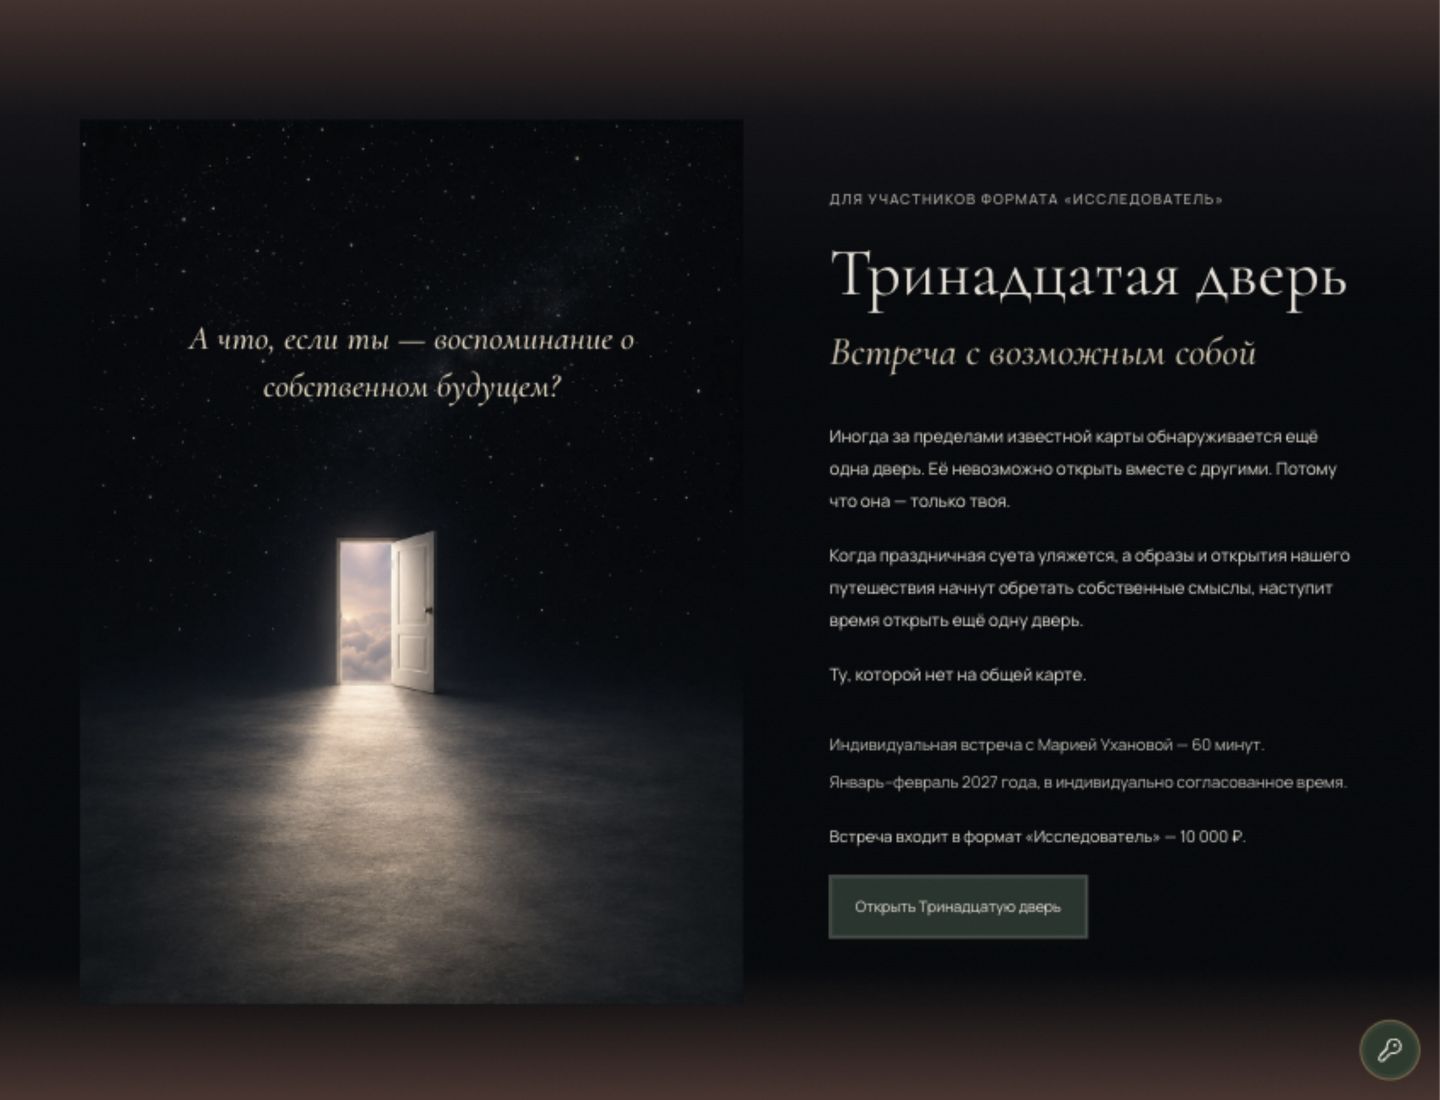 А что, если ты — воспоминание о
собственном будущем?
ДЛЯ УЧАСТНИКОВ ФОРМАТА «ИССЛЕДОВАТЕЛЬ»
Тринадцатая дверь
Встреча с возможным собой
Иногда за пределами известной карты обнаруживается ещё
одна дверь. Её невозможно открыть вместе с другими. Потому
что она — только твоя.
Когда праздничная суета уляжется, а образы и открытия нашего
путешествия начнут обретать собственные смыслы, наступит
время открыть ещё одну дверь.
Ту, которой нет на общей карте.
Индивидуальная встреча с Марией Ухановой — 60 минут.
Январь–февраль 2027 года, в индивидуально согласованное время.
Встреча входит в формат «Исследователь» — 10 000 ₽.
Открыть Тринадцатую дверь